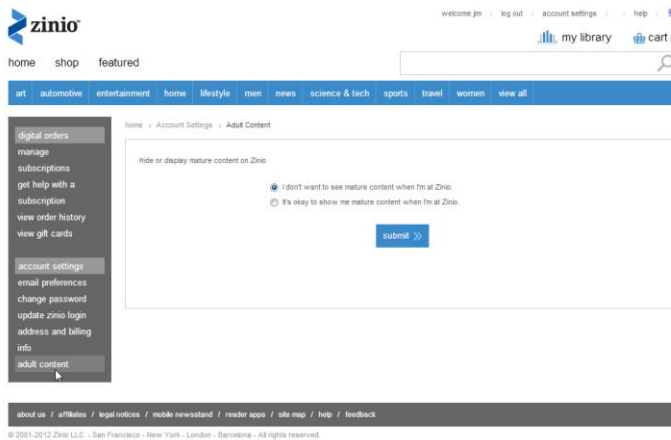 welcome jim | log out | account settings | / help |
zinio
my library cart
home shop featured
art automotive entertainment home lifestyle men news science & tech sports travel women view all
home › Account Settings › Adult Content
digital orders
manage
subscriptions
get help with a
subscription
view order history
view gift cards
account settings
email preferences
change password
update zinio login
address and billing
info
adult content
Hide or display mature content on Zinio
I don't want to see mature content when I'm at Zinio.
It's okay to show me mature content when I'm at Zinio.
submit
about us / affiliates / legal notices / mobile newsstand / reader apps / site map / help / feedback
© 2001-2012 Zinio LLC. - San Francisco - New York - London - Barcelona - All rights reserved.